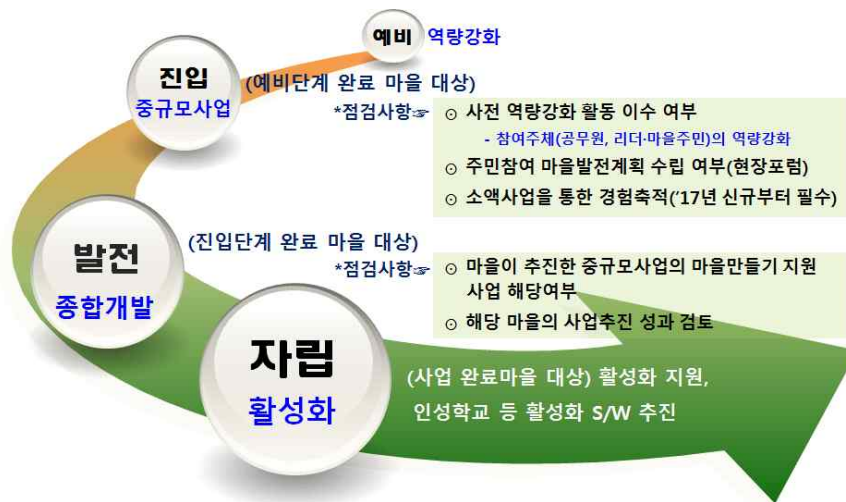 예비 역량강화
진입
중규모사업
(예비단계 완료 마을 대상)
*점검사항☞
⊙ 사전 역량강화 활동 이수 여부
- 참여주체(공무원, 리더·마을주민)의 역량강화
⊙ 주민참여 마을발전계획 수립 여부(현장포럼)
⊙ 소액사업을 통한 경험축적('17년 신규부터 필수)
발전
종합개발
(진입단계 완료 마을 대상)
*점검사항☞
⊙ 마을이 추진한 중규모사업의 마을만들기 지원
사업 해당여부
⊙ 해당 마을의 사업추진 성과 검토
자립
활성화
(사업 완료마을 대상) 활성화 지원,
인성학교 등 활성화 S/W 추진